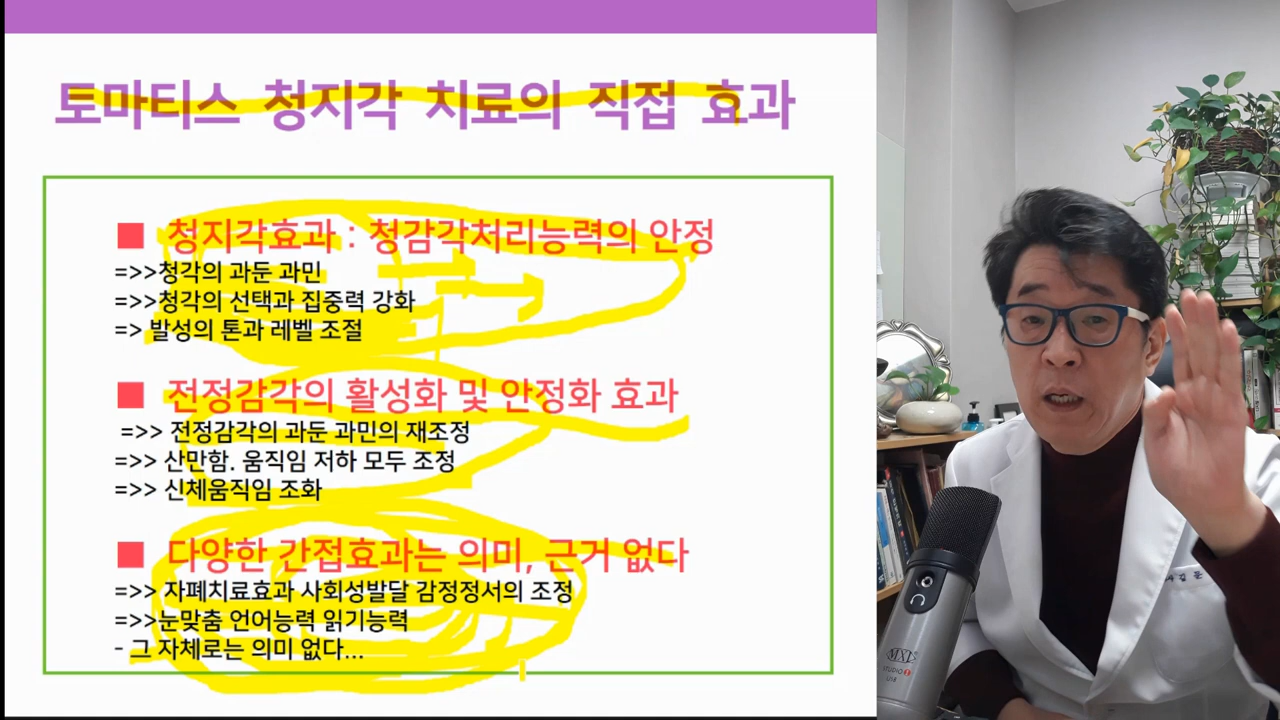 토마티스 청지각 치료의 직접 효과
■ 청지각효과 : 청감각처리능력의 안정
=>>청각의 과둔 과민
=>>청각의 선택과 집중력 강화
=> 발성의 톤과 레벨 조절
■ 전정감각의 활성화 및 안정화 효과
=>> 전정감각의 과둔 과민의 재조정
=>> 산만함. 움직임 저하 모두 조정
=>> 신체움직임 조화
■ 다양한 간접효과는 의미, 근거 없다
=>> 자폐치료효과 사회성발달 감정정서의 조정
=>>눈맞춤 언어능력 읽기능력
- 그 자체로는 의미 없다...
MXL
STUDIO 1
LIVE